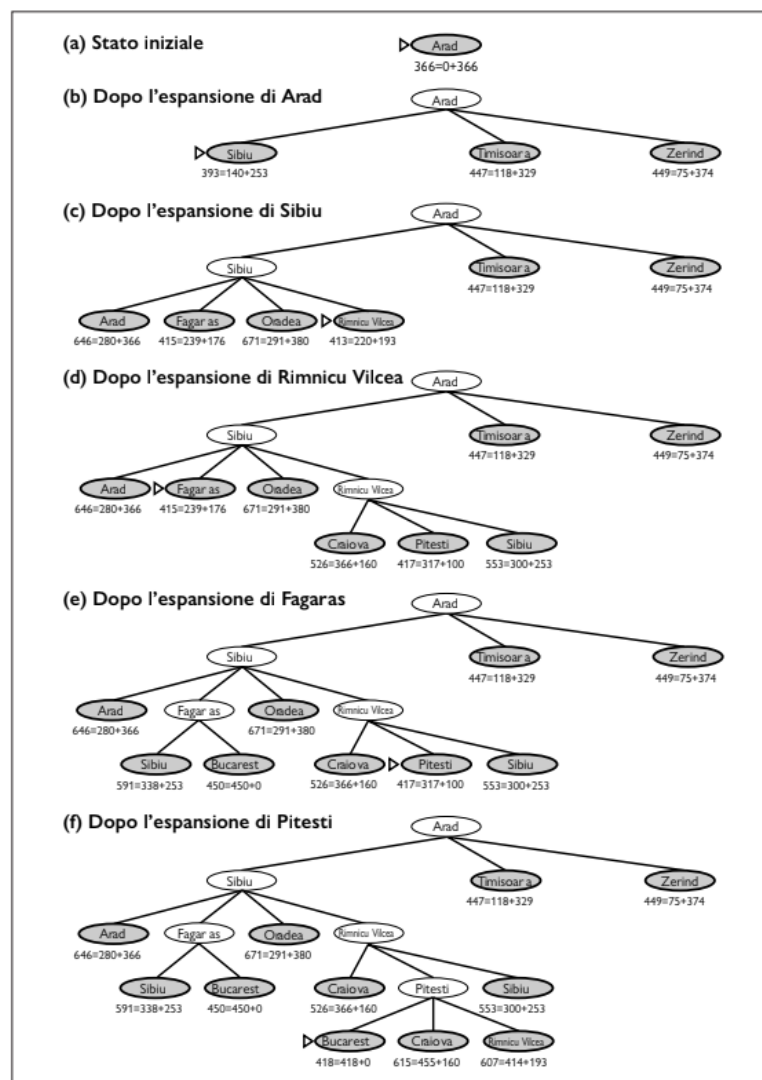 (a) Stato iniziale
Arad
366=0+366
(b) Dopo l'espansione di Arad
Arad
Sibiu Timisoara Zerind
393=140+253 447=118+329 449=75+374
(c) Dopo l'espansione di Sibiu
Arad
Sibiu Timisoara Zerind
447=118+329 449=75+374
Arad Fagaras Oradea Rimnicu Vilcea
646=280+366 415=239+176 671=291+380 413=220+193
(d) Dopo l'espansione di Rimnicu Vilcea
Arad
Sibiu Timisoara Zerind
447=118+329 449=75+374
Arad Fagaras Oradea Rimnicu Vilcea
646=280+366 415=239+176 671=291+380
Craiova Pitesti Sibiu
526=366+160 417=317+100 553=300+253
(e) Dopo l'espansione di Fagaras
Arad
Sibiu Timisoara Zerind
447=118+329 449=75+374
Arad Fagaras Oradea Rimnicu Vilcea
646=280+366 671=291+380
Sibiu Bucarest Craiova Pitesti Sibiu
591=338+253 450=450+0 526=366+160 417=317+100 553=300+253
(f) Dopo l'espansione di Pitesti
Arad
Sibiu Timisoara Zerind
447=118+329 449=75+374
Arad Fagaras Oradea Rimnicu Vilcea
646=280+366 671=291+380
Sibiu Bucarest Craiova Pitesti Sibiu
591=338+253 450=450+0 526=366+160 553=300+253
Bucarest Craiova Rimnicu Vilcea
418=418+0 615=455+160 607=414+193